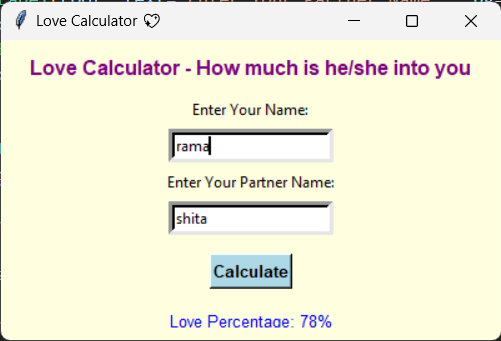 Love Calculator 💘
Love Calculator - How much is he/she into you
Enter Your Name:
rama
Enter Your Partner Name:
shita
Calculate
Love Percentage: 78%